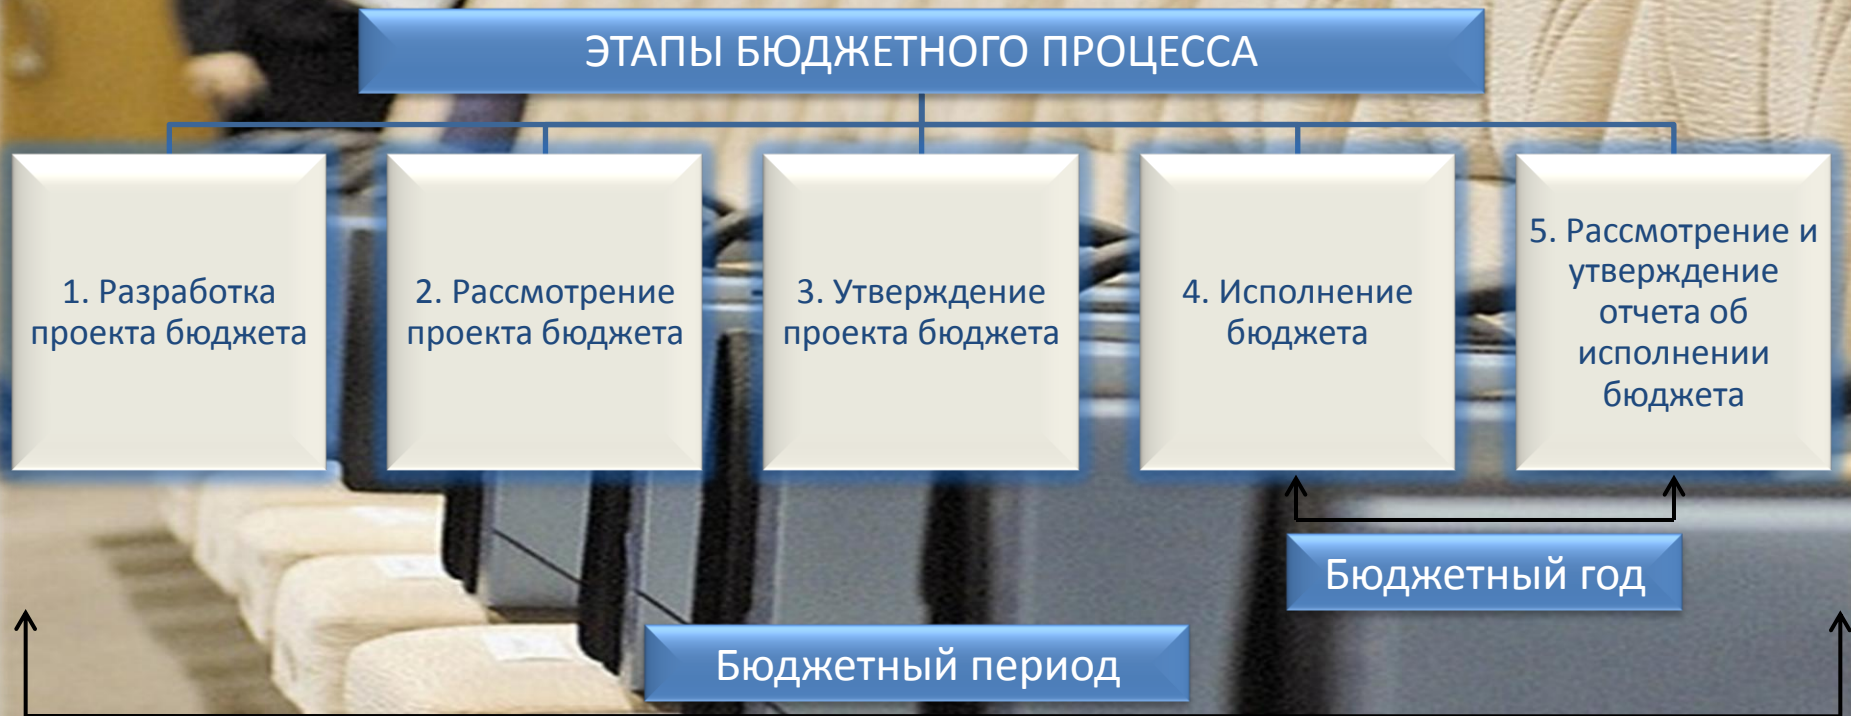 ЭТАПЫ БЮДЖЕТНОГО ПРОЦЕССА
1. Разработка
проекта бюджета
2. Рассмотрение
проекта бюджета
3. Утверждение
проекта бюджета
4. Исполнение
бюджета
5. Рассмотрение и
утверждение
отчета об
исполнении
бюджета
Бюджетный год
Бюджетный период